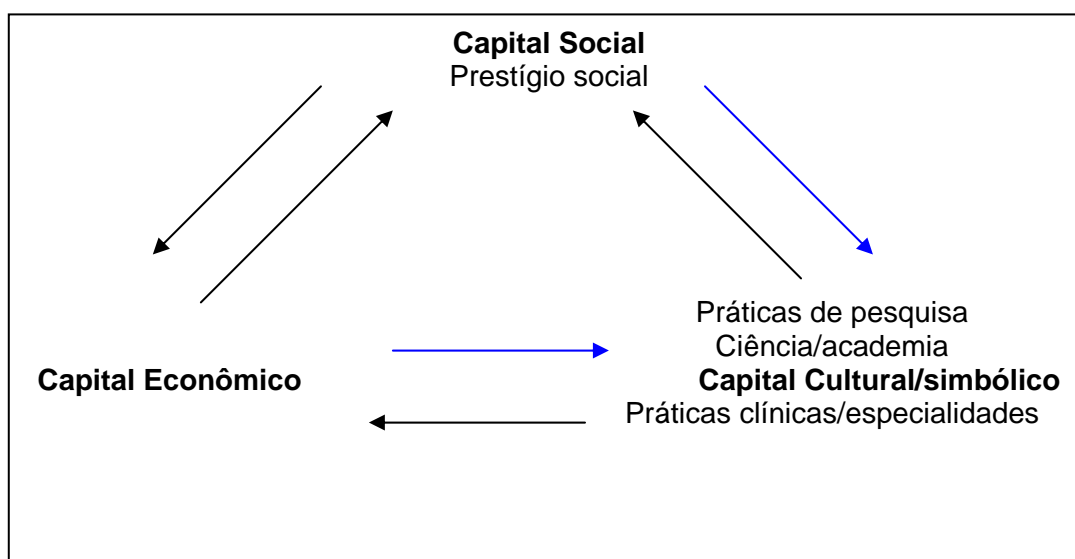 Capital Social
Prestígio social
Práticas de pesquisa
Ciência/academia
Capital Econômico
Capital Cultural/simbólico
Práticas clínicas/especialidades